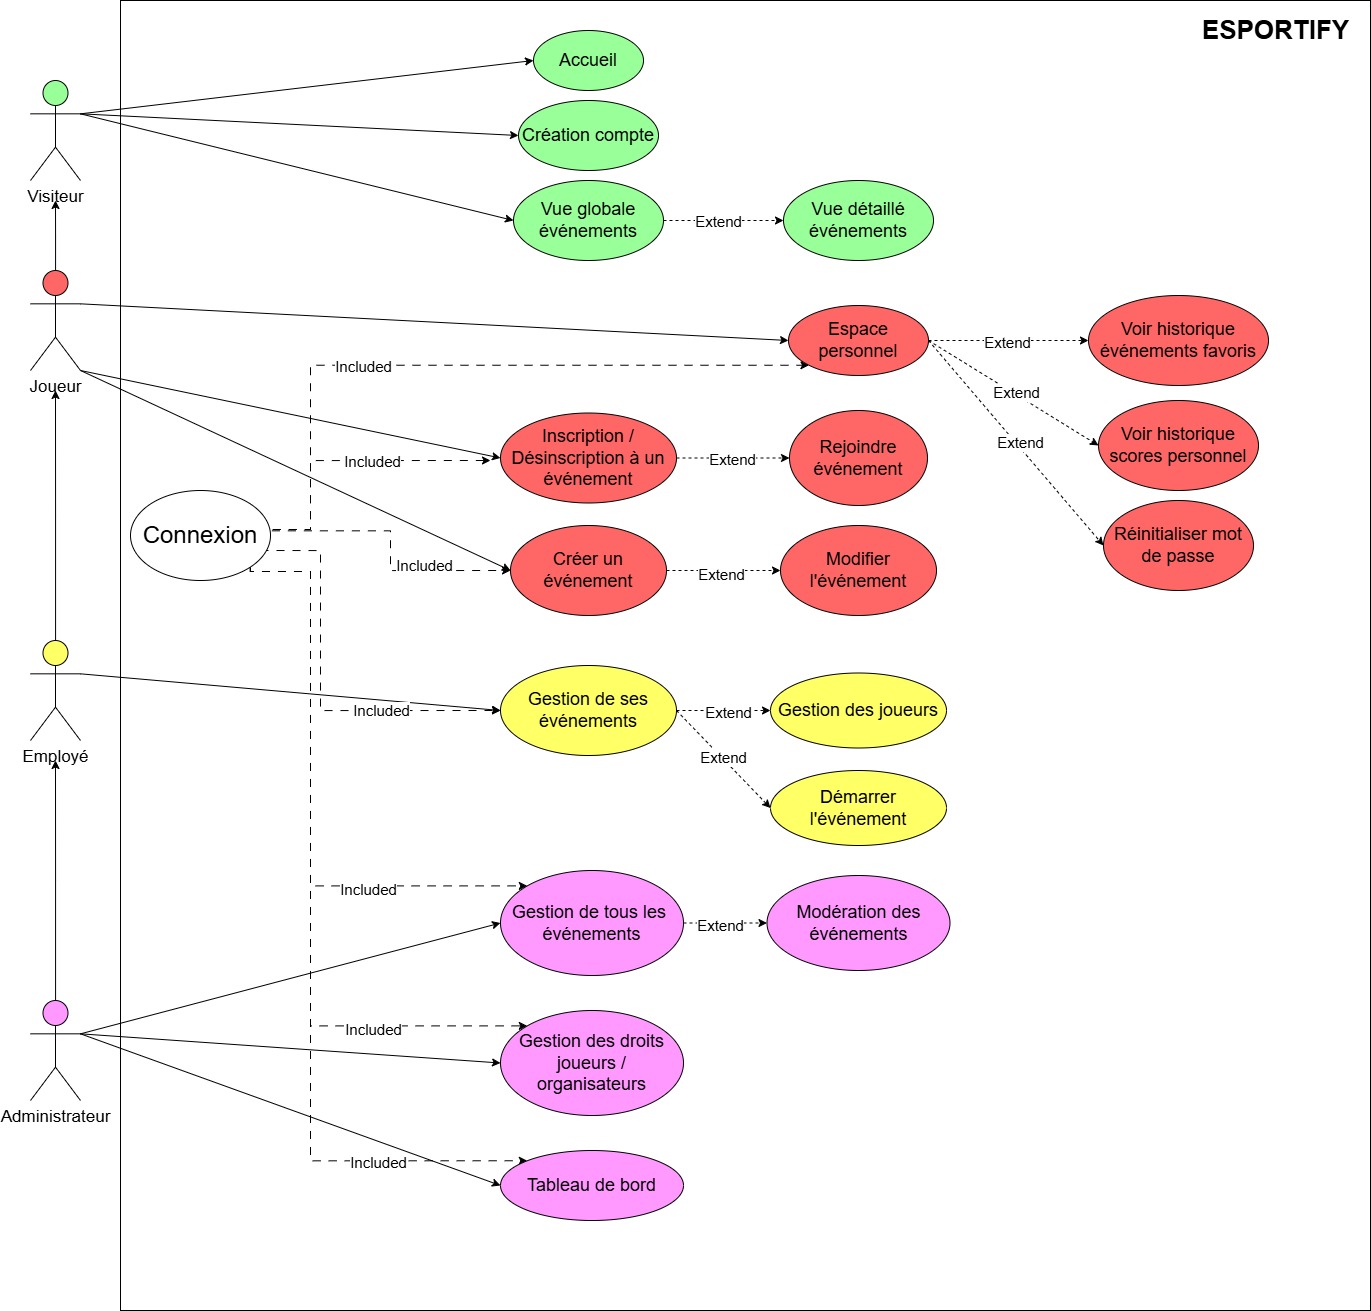 ESPORTIFY
Accueil
Création compte
Visiteur
Vue globale
événements
Extend
Vue détaillé
événements
Joueur
Espace
personnel
Included
Extend
Voir historique
événements favoris
Extend
Voir historique
scores personnel
Extend
Réinitialiser mot
de passe
Inscription /
Désinscription à un
événement
Included
Extend
Rejoindre
événement
Connexion
Included
Créer un
événement
Extend
Modifier
l'événement
Employé
Included
Gestion de ses
événements
Extend
Gestion des joueurs
Extend
Démarrer
l'événement
Included
Gestion de tous les
événements
Extend
Modération des
événements
Administrateur
Included
Gestion des droits
joueurs /
organisateurs
Included
Tableau de bord